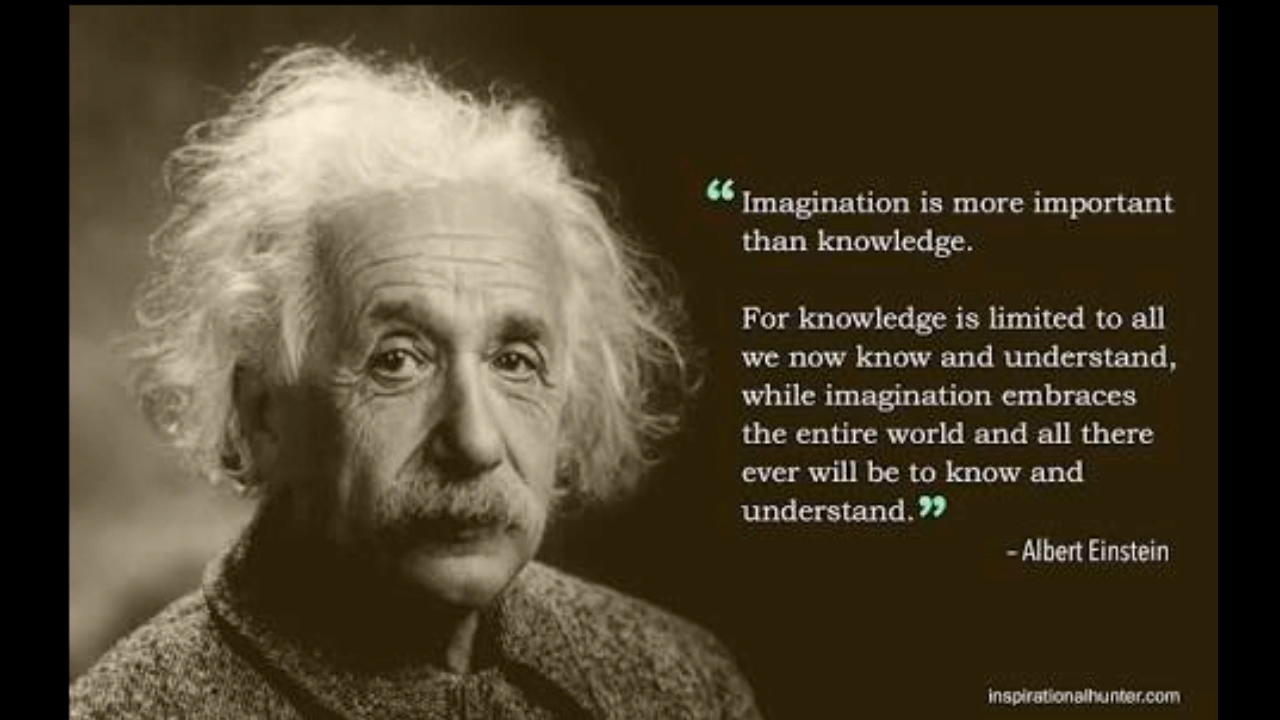 “ Imagination is more important
than knowledge.
For knowledge is limited to all
we now know and understand,
while imagination embraces
the entire world and all there
ever will be to know and
understand. ”
– Albert Einstein
inspirationalhunter.com